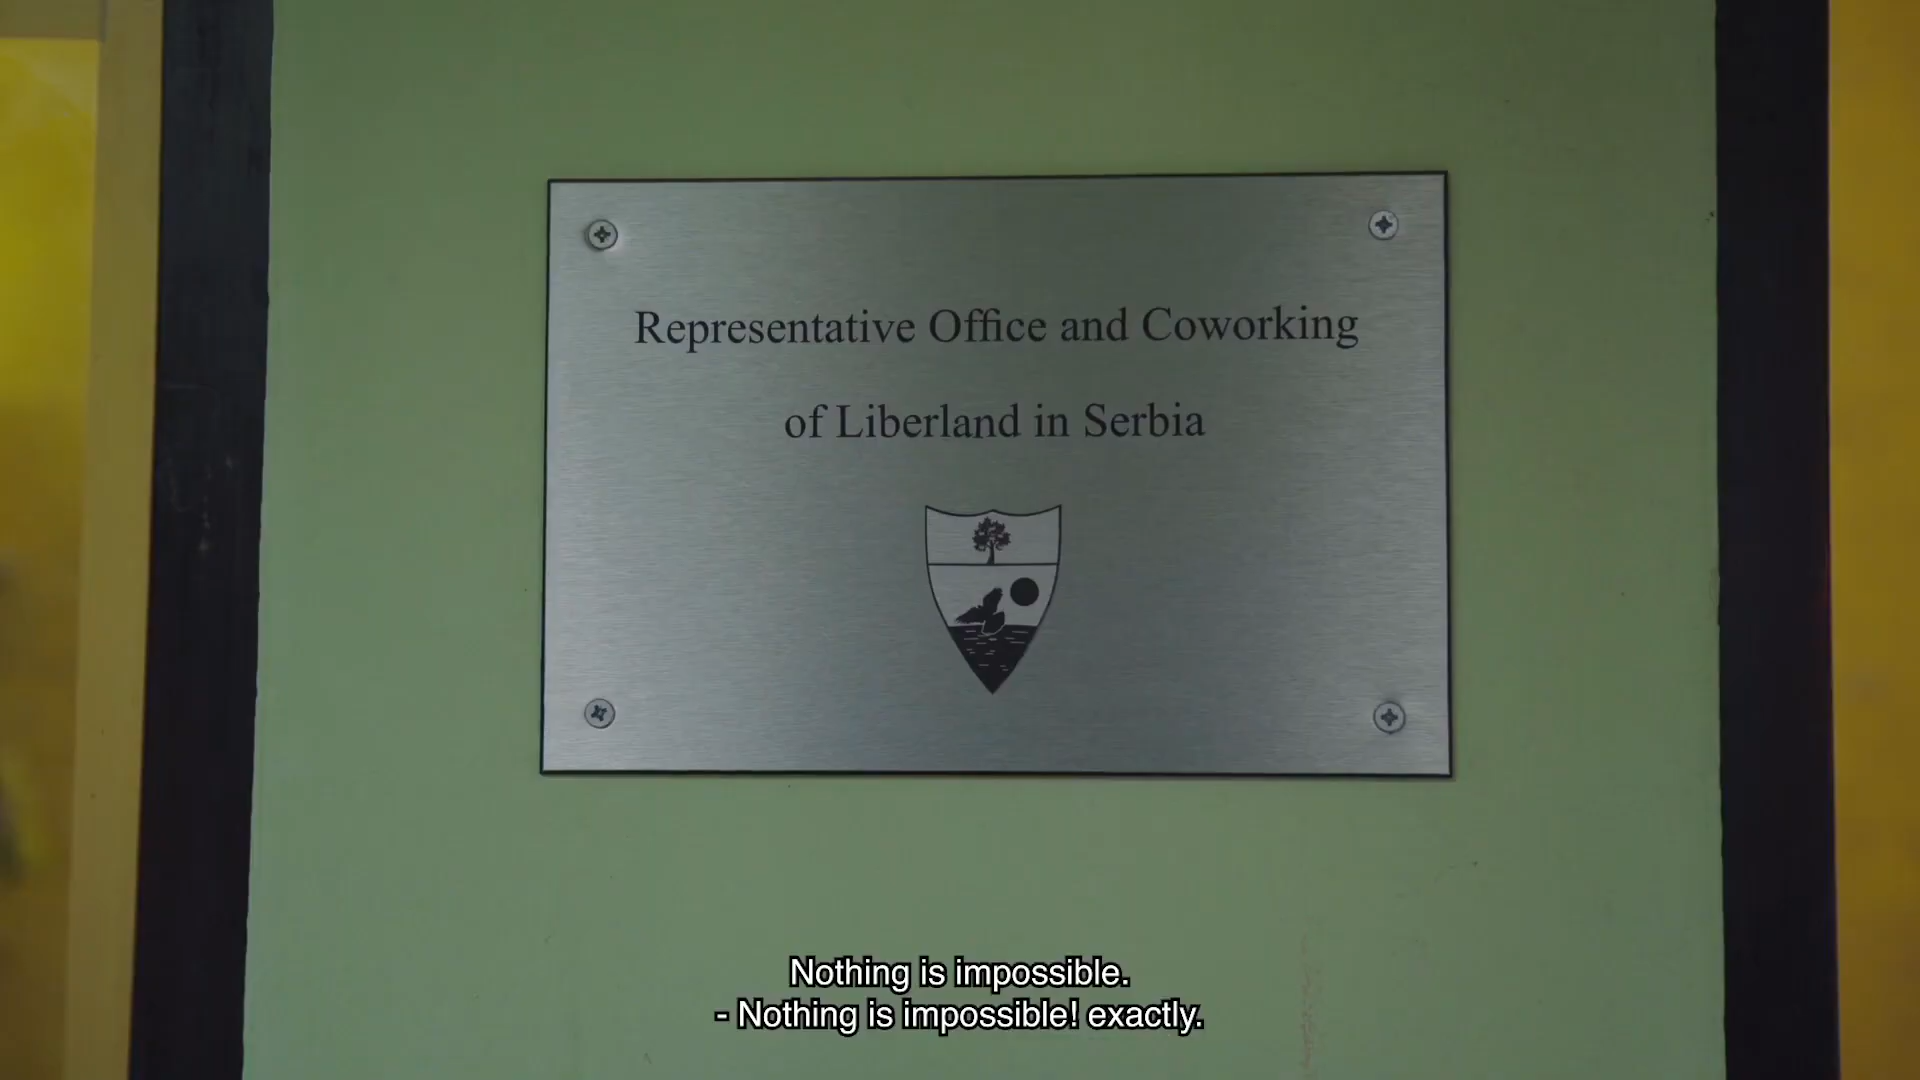 Representative Office and Coworking
of Liberland in Serbia
Nothing is impossible.
- Nothing is impossible! exactly.